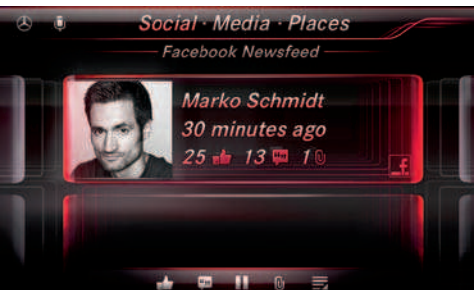 Social · Media · Places
Facebook Newsfeed
Marko Schmidt
30 minutes ago
25 13 1
f